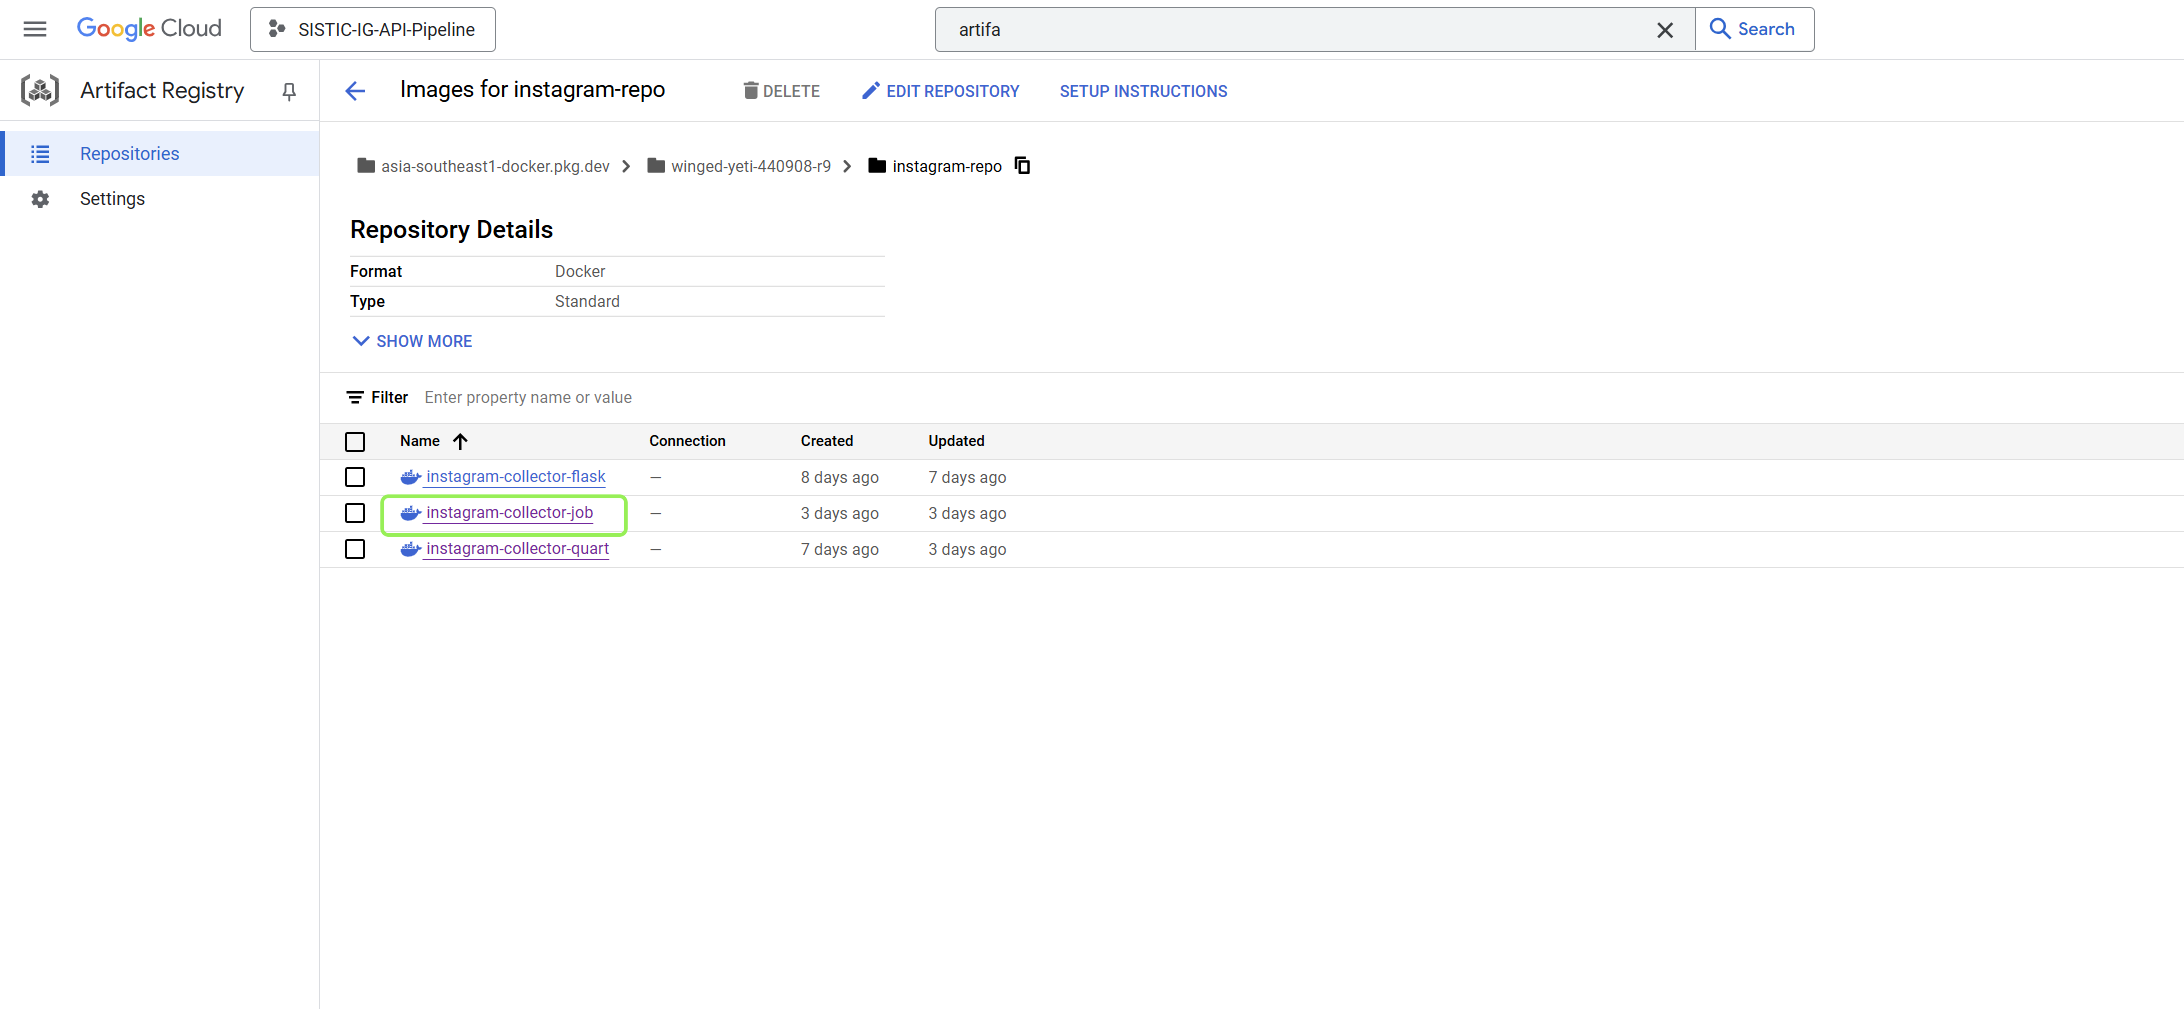 Google Cloud
SISTIC-IG-API-Pipeline
artifa
Search
Artifact Registry
Images for instagram-repo
DELETE
EDIT REPOSITORY
SETUP INSTRUCTIONS
Repositories
Settings
asia-southeast1-docker.pkg.dev
winged-yeti-440908-r9
instagram-repo
Repository Details
Format Docker
Type Standard
SHOW MORE
Filter Enter property name or value
Name Connection Created Updated
instagram-collector-flask — 8 days ago 7 days ago
instagram-collector-job — 3 days ago 3 days ago
instagram-collector-quart — 7 days ago 3 days ago